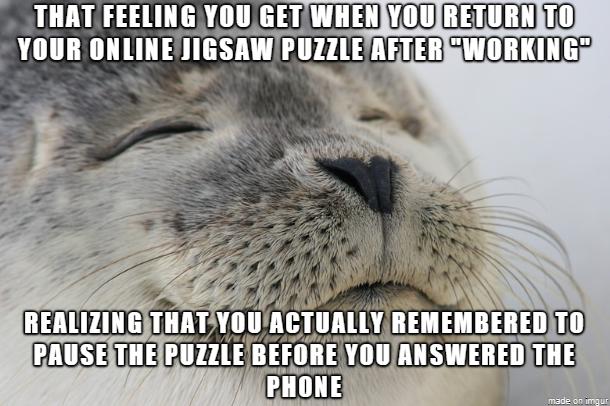 THAT FEELING YOU GET WHEN YOU RETURN TO
YOUR ONLINE JIGSAW PUZZLE AFTER "WORKING"
REALIZING THAT YOU ACTUALLY REMEMBERED TO
PAUSE THE PUZZLE BEFORE YOU ANSWERED THE
PHONE
made on imgur